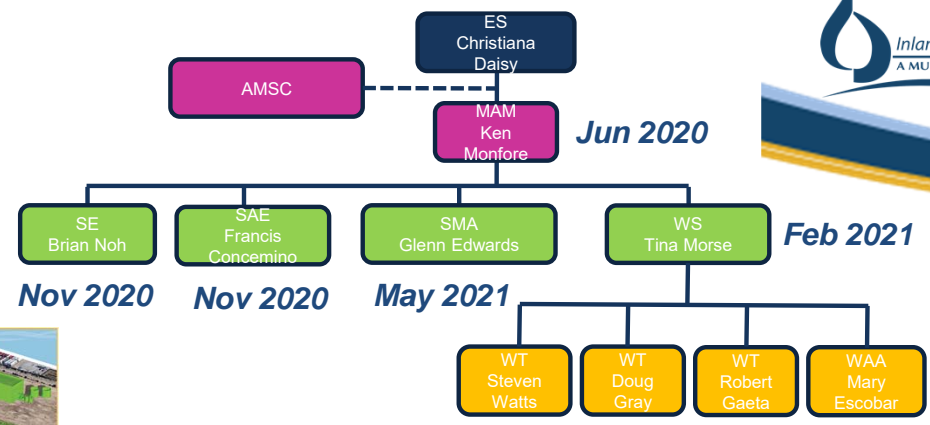 ES
Christiana
Daisy
Inlan
A MU
AMSC
MAM
Ken
Monfore
Jun 2020
SE
Brian Noh
SAE
Francis
Concemino
SMA
Glenn Edwards
WS
Tina Morse
Feb 2021
Nov 2020
Nov 2020
May 2021
WT
Steven
Watts
WT
Doug
Gray
WT
Robert
Gaeta
WAA
Mary
Escobar